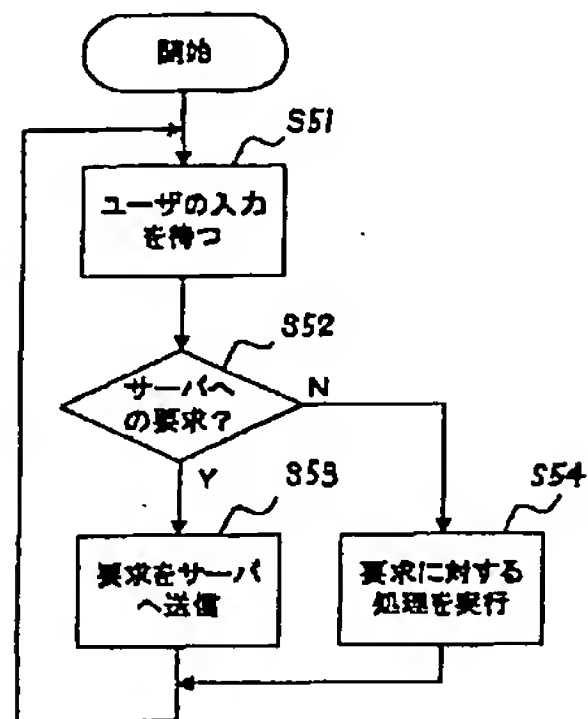 開始
S51
ユーザの入力
を待つ
S52
サーバへ
の要求?
N
Y
S53
S54
要求をサーバ
へ送信
要求に対する
処理を実行